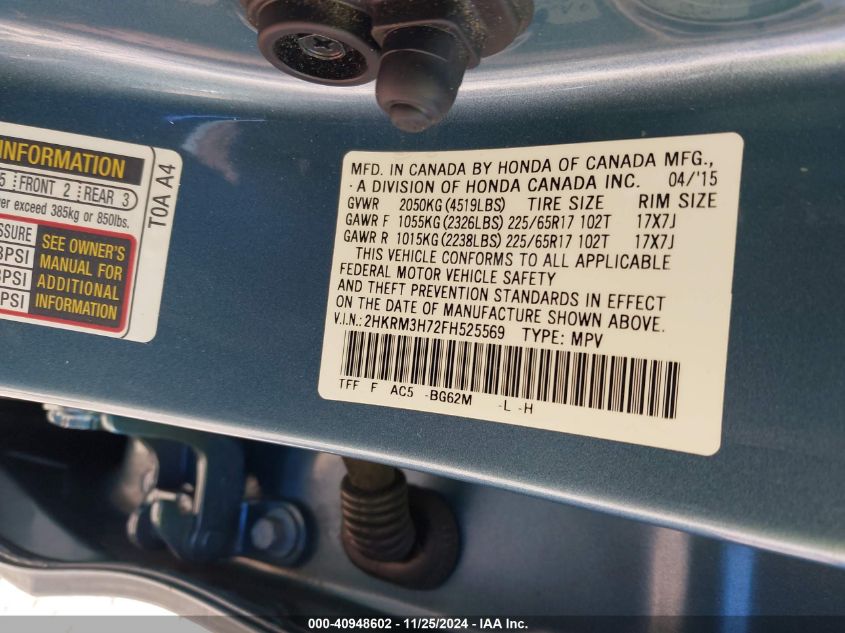 INFORMATION
5 FRONT 2 REAR 3
ver exceed 385kg or 850lbs.
SSURE
PSI
PSI
PSI
SEE OWNER'S
MANUAL FOR
ADDITIONAL
INFORMATION
T0A A4
MFD. IN CANADA BY HONDA OF CANADA MFG.,
A DIVISION OF HONDA CANADA INC. 04/'15
GVWR 2050KG (4519LBS) TIRE SIZE RIM SIZE
GAWR F 1055KG (2326LBS) 225/65R17 102T 17X7J
GAWR R 1015KG (2238LBS) 225/65R17 102T 17X7J
THIS VEHICLE CONFORMS TO ALL APPLICABLE
FEDERAL MOTOR VEHICLE SAFETY
AND THEFT PREVENTION STANDARDS IN EFFECT
ON THE DATE OF MANUFACTURE SHOWN ABOVE.
V.I.N.: 2HKRM3H72FH525569 TYPE: MPV
TFF F AC5 -BG62M -L -H
000-40948602 - 11/25/2024 - IAA Inc.